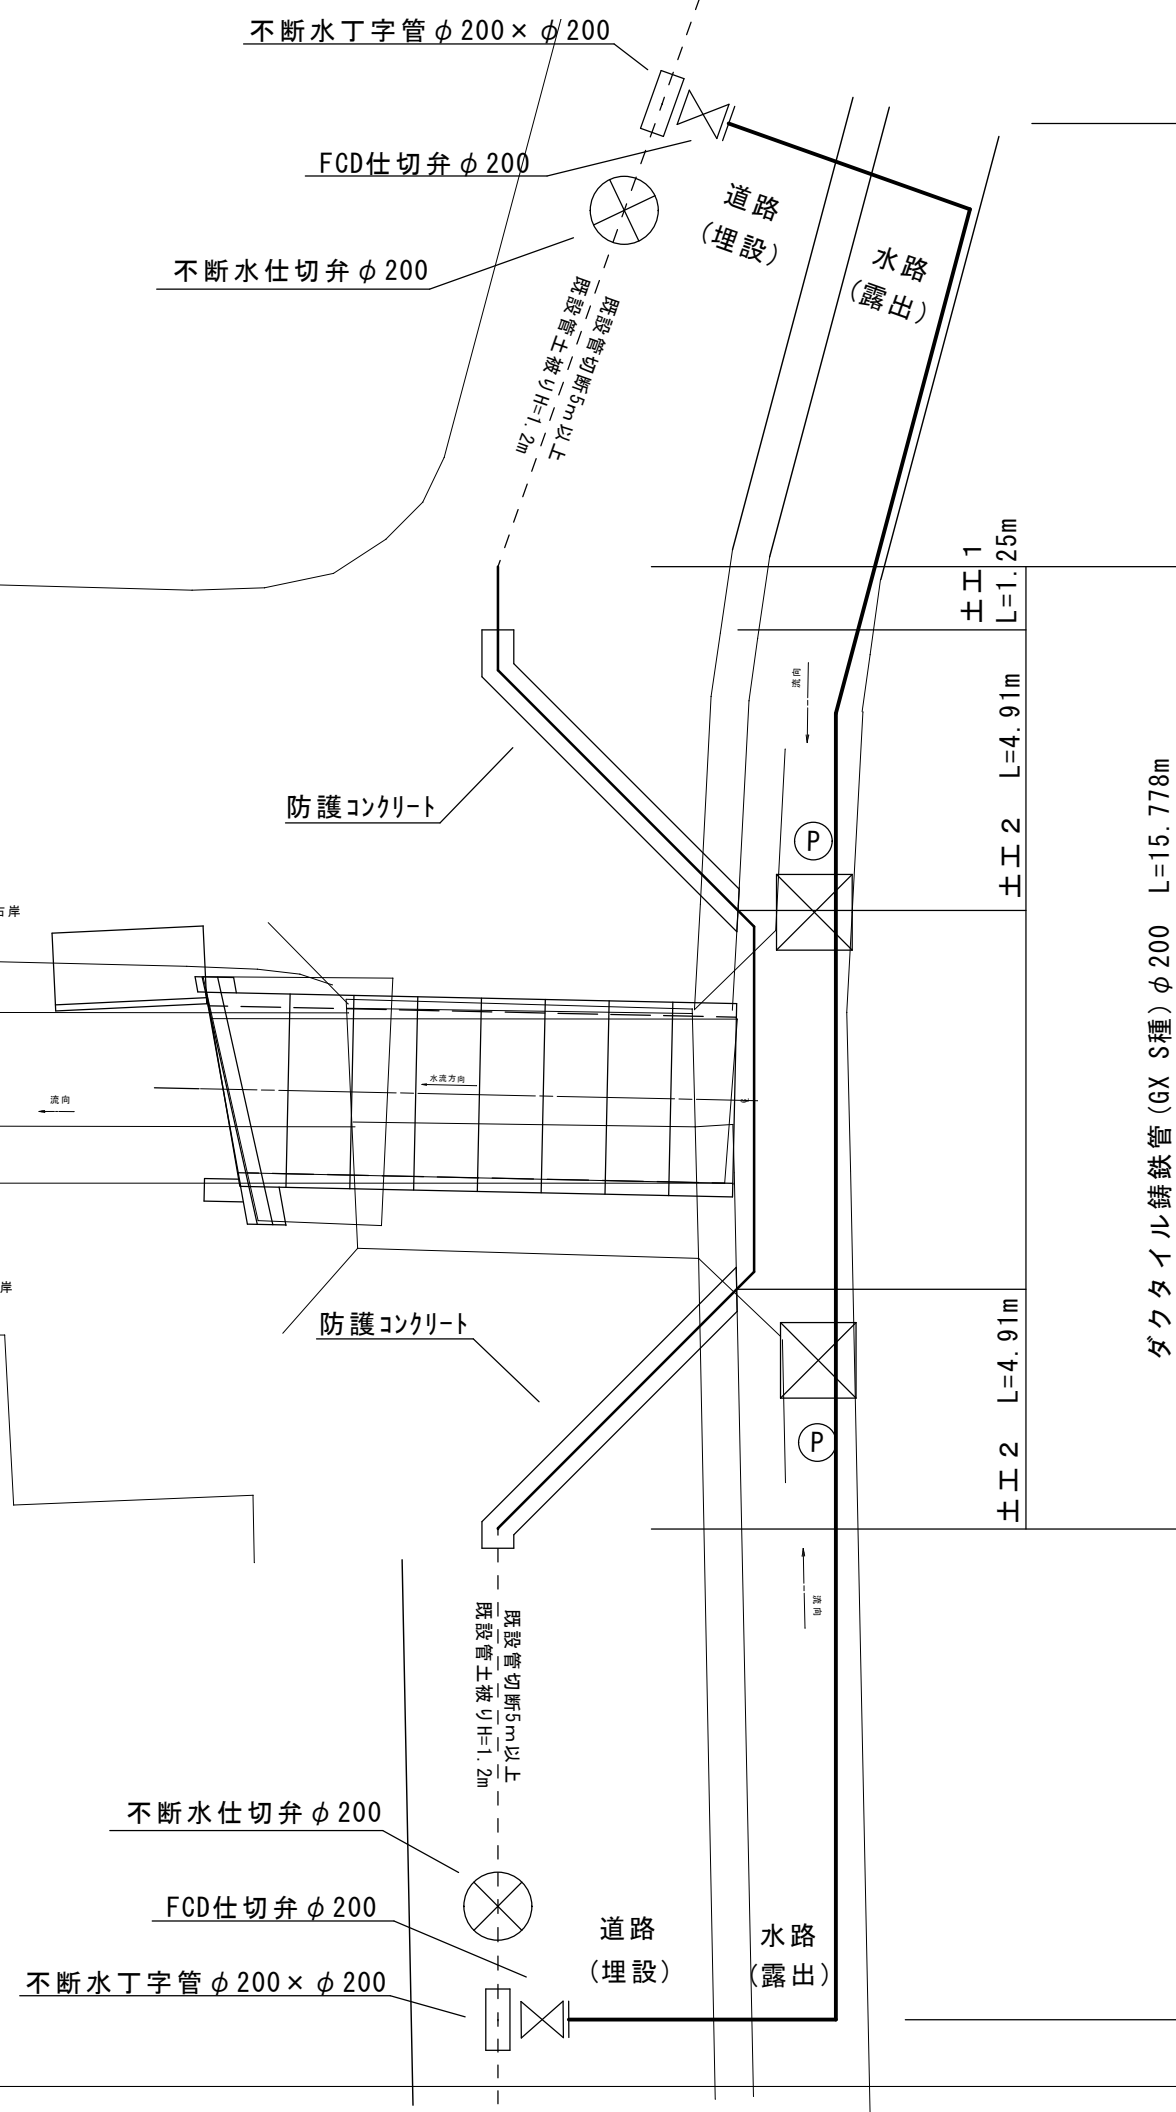 不断水丁字管φ200×φ200
FCD仕切弁φ200
不断水仕切弁φ200
道路
(埋設)
水路
(露出)
既設管切断5m以上
既設管土被りH=1.2m
土工1
L=1.25m
流向
土工2 L=4.91m
防護コンクリート
P
ダクタイル鋳鉄管(GX S種)φ200 L=15.778m
右岸
水流方向
流向
岸
防護コンクリート
P
土工2 L=4.91m
流向
既設管切断5m以上
既設管土被りH=1.2m
不断水仕切弁φ200
FCD仕切弁φ200
不断水丁字管φ200×φ200
道路
(埋設)
水路
(露出)